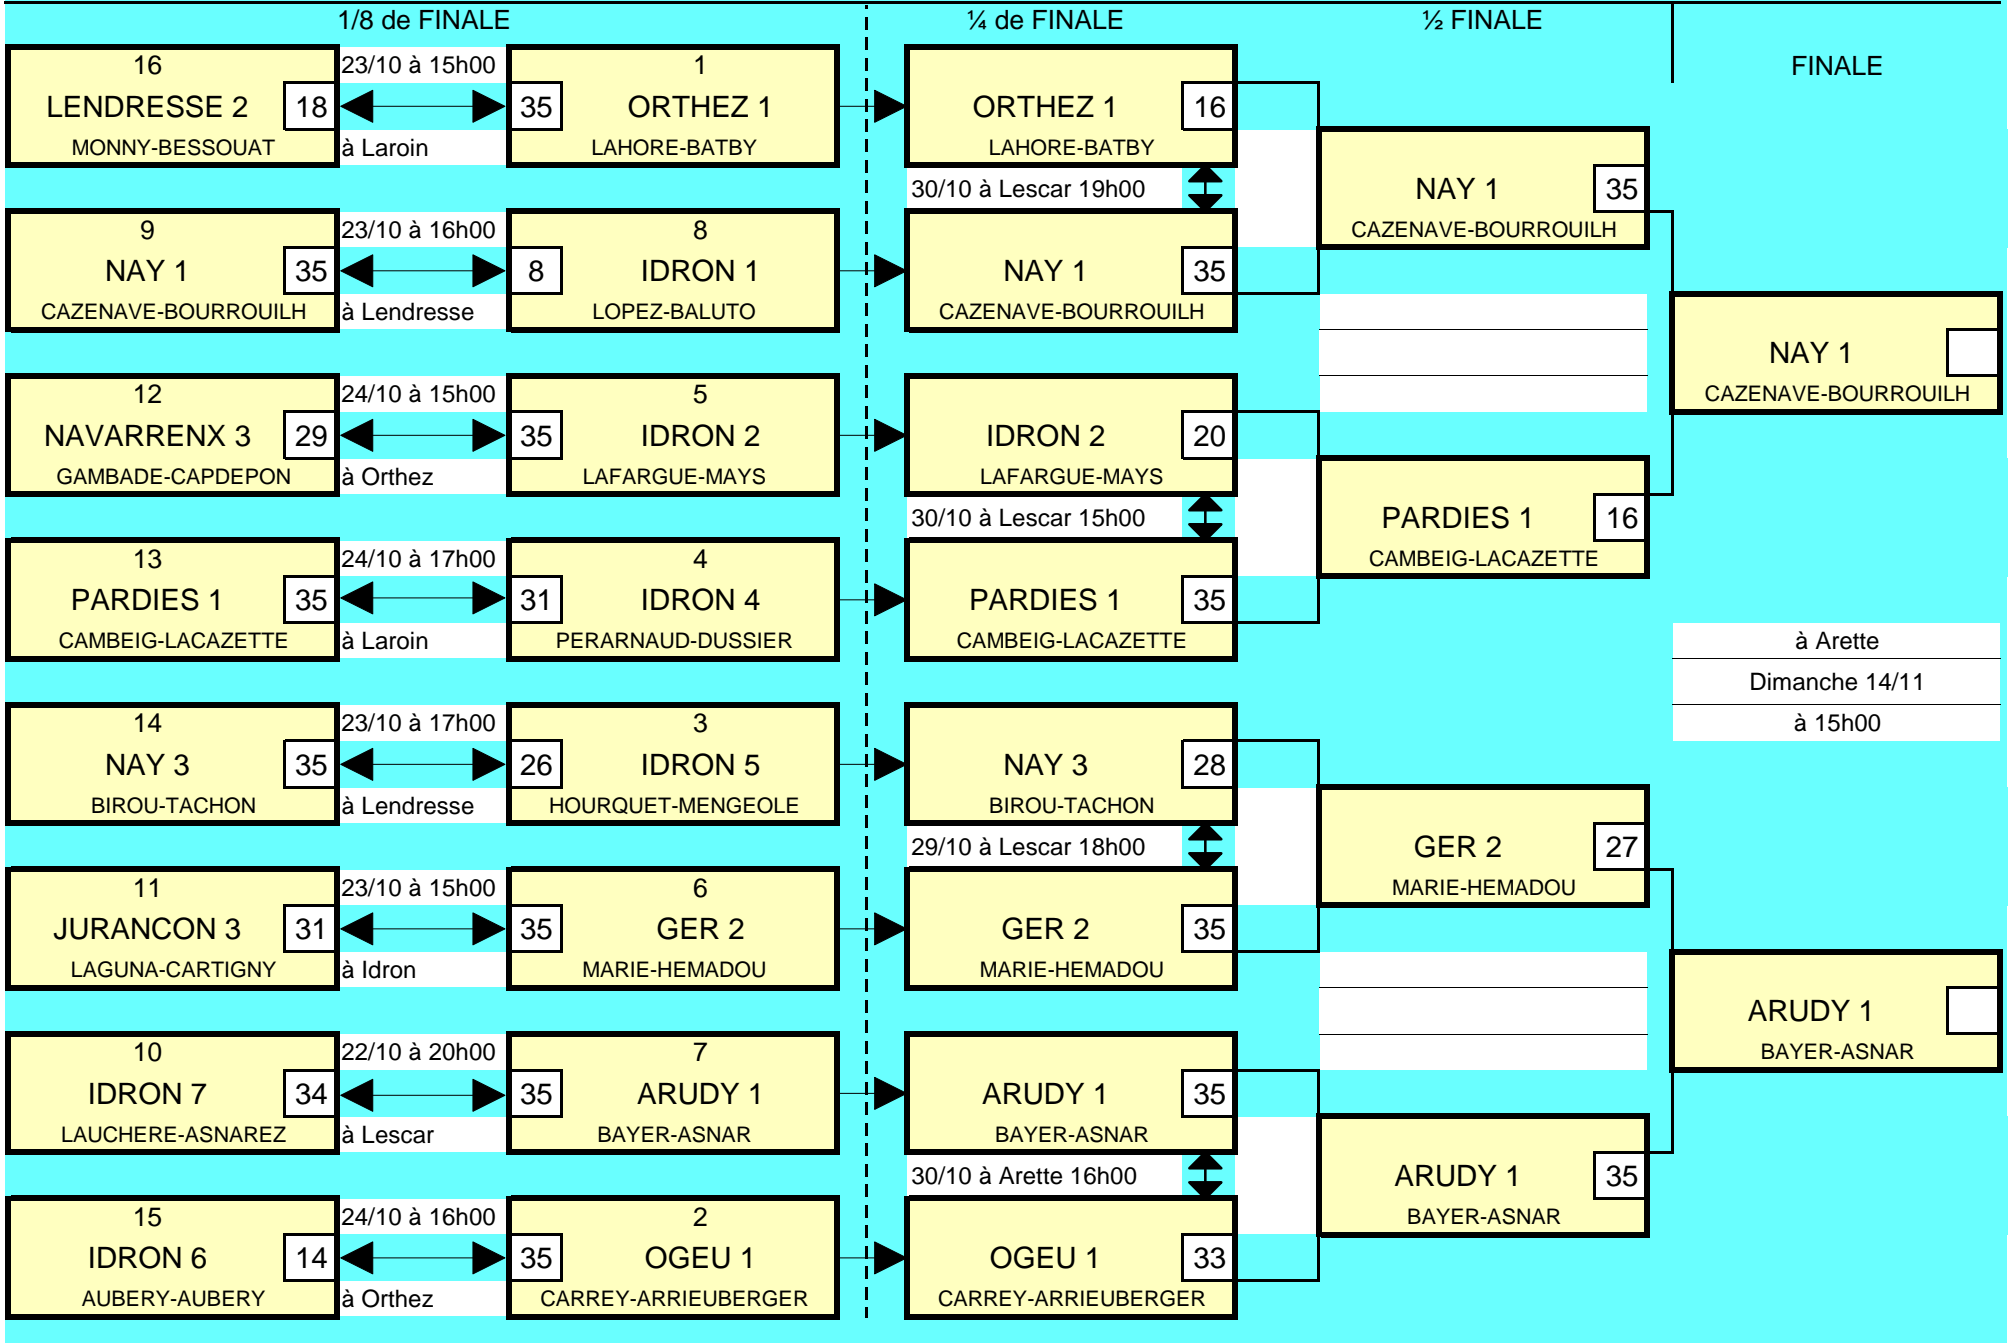 1/8 de FINALE
¼ de FINALE
½ FINALE
FINALE
16
LENDRESSE 2
18
MONNY-BESSOUAT
23/10 à 15h00
à Laroin
1
35
ORTHEZ 1
LAHORE-BATBY
9
NAY 1
35
CAZENAVE-BOURROUILH
23/10 à 16h00
à Lendresse
8
8
IDRON 1
LOPEZ-BALUTO
12
NAVARRENX 3
29
GAMBADE-CAPDEPON
24/10 à 15h00
à Orthez
5
35
IDRON 2
LAFARGUE-MAYS
13
PARDIES 1
35
CAMBEIG-LACAZETTE
24/10 à 17h00
à Laroin
4
31
IDRON 4
PERARNAUD-DUSSIER
14
NAY 3
35
BIROU-TACHON
23/10 à 17h00
à Lendresse
3
26
IDRON 5
HOURQUET-MENGEOLE
11
JURANCON 3
31
LAGUNA-CARTIGNY
23/10 à 15h00
à Idron
6
35
GER 2
MARIE-HEMADOU
10
IDRON 7
34
LAUCHERE-ASNAREZ
22/10 à 20h00
à Lescar
7
35
ARUDY 1
BAYER-ASNAR
15
IDRON 6
14
AUBERY-AUBERY
24/10 à 16h00
à Orthez
2
35
OGEU 1
CARREY-ARRIEUBERGER
ORTHEZ 1
16
LAHORE-BATBY
30/10 à Lescar 19h00
NAY 1
35
CAZENAVE-BOURROUILH
IDRON 2
20
LAFARGUE-MAYS
30/10 à Lescar 15h00
PARDIES 1
35
CAMBEIG-LACAZETTE
NAY 3
28
BIROU-TACHON
29/10 à Lescar 18h00
GER 2
35
MARIE-HEMADOU
ARUDY 1
35
BAYER-ASNAR
30/10 à Arette 16h00
OGEU 1
33
CARREY-ARRIEUBERGER
NAY 1
35
CAZENAVE-BOURROUILH
PARDIES 1
16
CAMBEIG-LACAZETTE
GER 2
27
MARIE-HEMADOU
ARUDY 1
35
BAYER-ASNAR
NAY 1
CAZENAVE-BOURROUILH
à Arette
Dimanche 14/11
à 15h00
ARUDY 1
BAYER-ASNAR